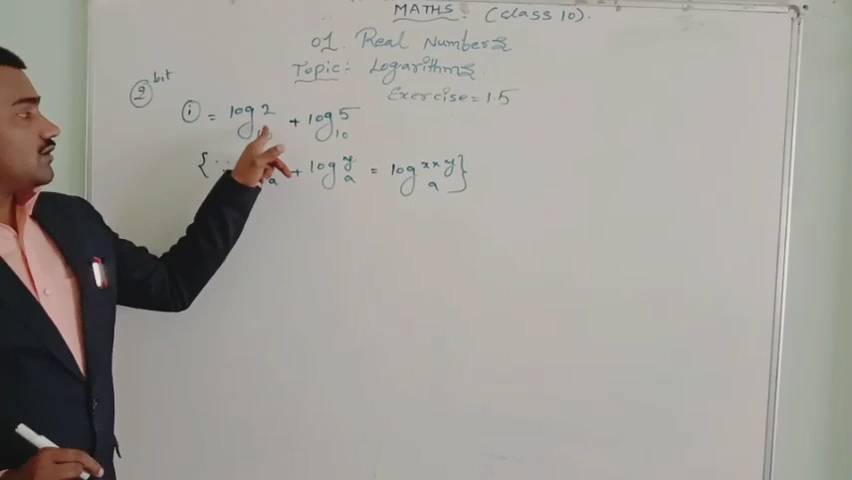 MATHS. (class 10).
01. Real Numbers
Topic:- Logarithms.
Exercise = 1.5
② bit
① = log 2 10 + log 5 10
{∵ a + log y a = log x×y a}